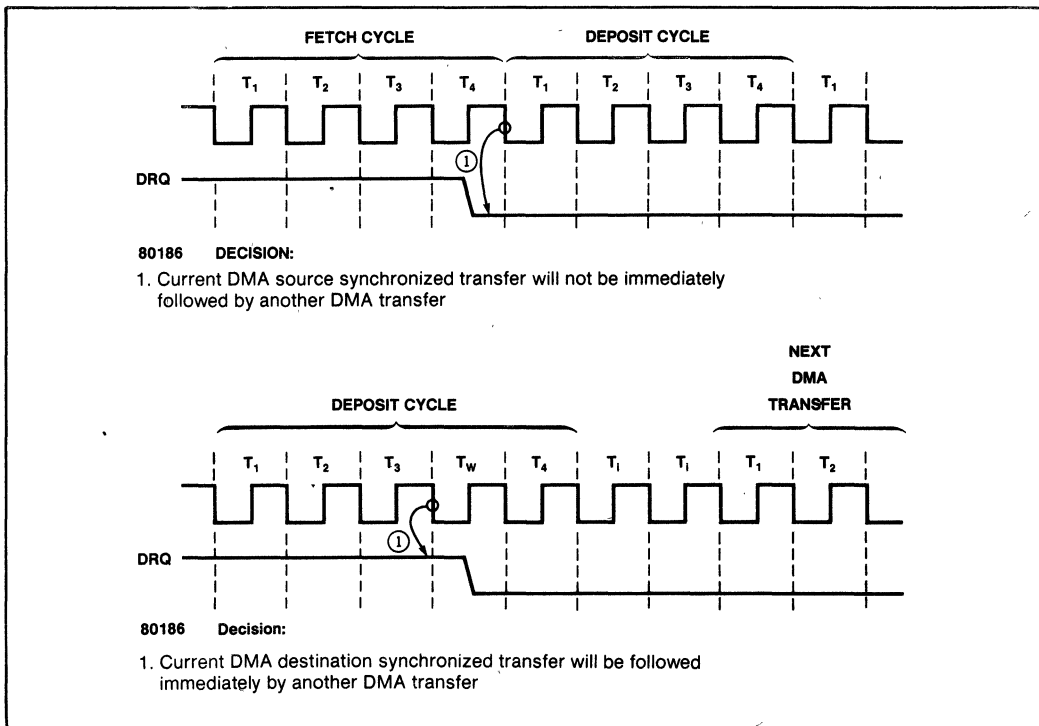 FETCH CYCLE DEPOSIT CYCLE
T₁ T₂ T₃ T₄ T₁ T₂ T₃ T₄ T₁
①
DRQ
80186 DECISION:
1. Current DMA source synchronized transfer will not be immediately
followed by another DMA transfer
NEXT
DMA
DEPOSIT CYCLE TRANSFER
T₁ T₂ T₃ T_W T₄ T_i T_i T₁ T₂
①
DRQ
80186 Decision:
1. Current DMA destination synchronized transfer will be followed
immediately by another DMA transfer